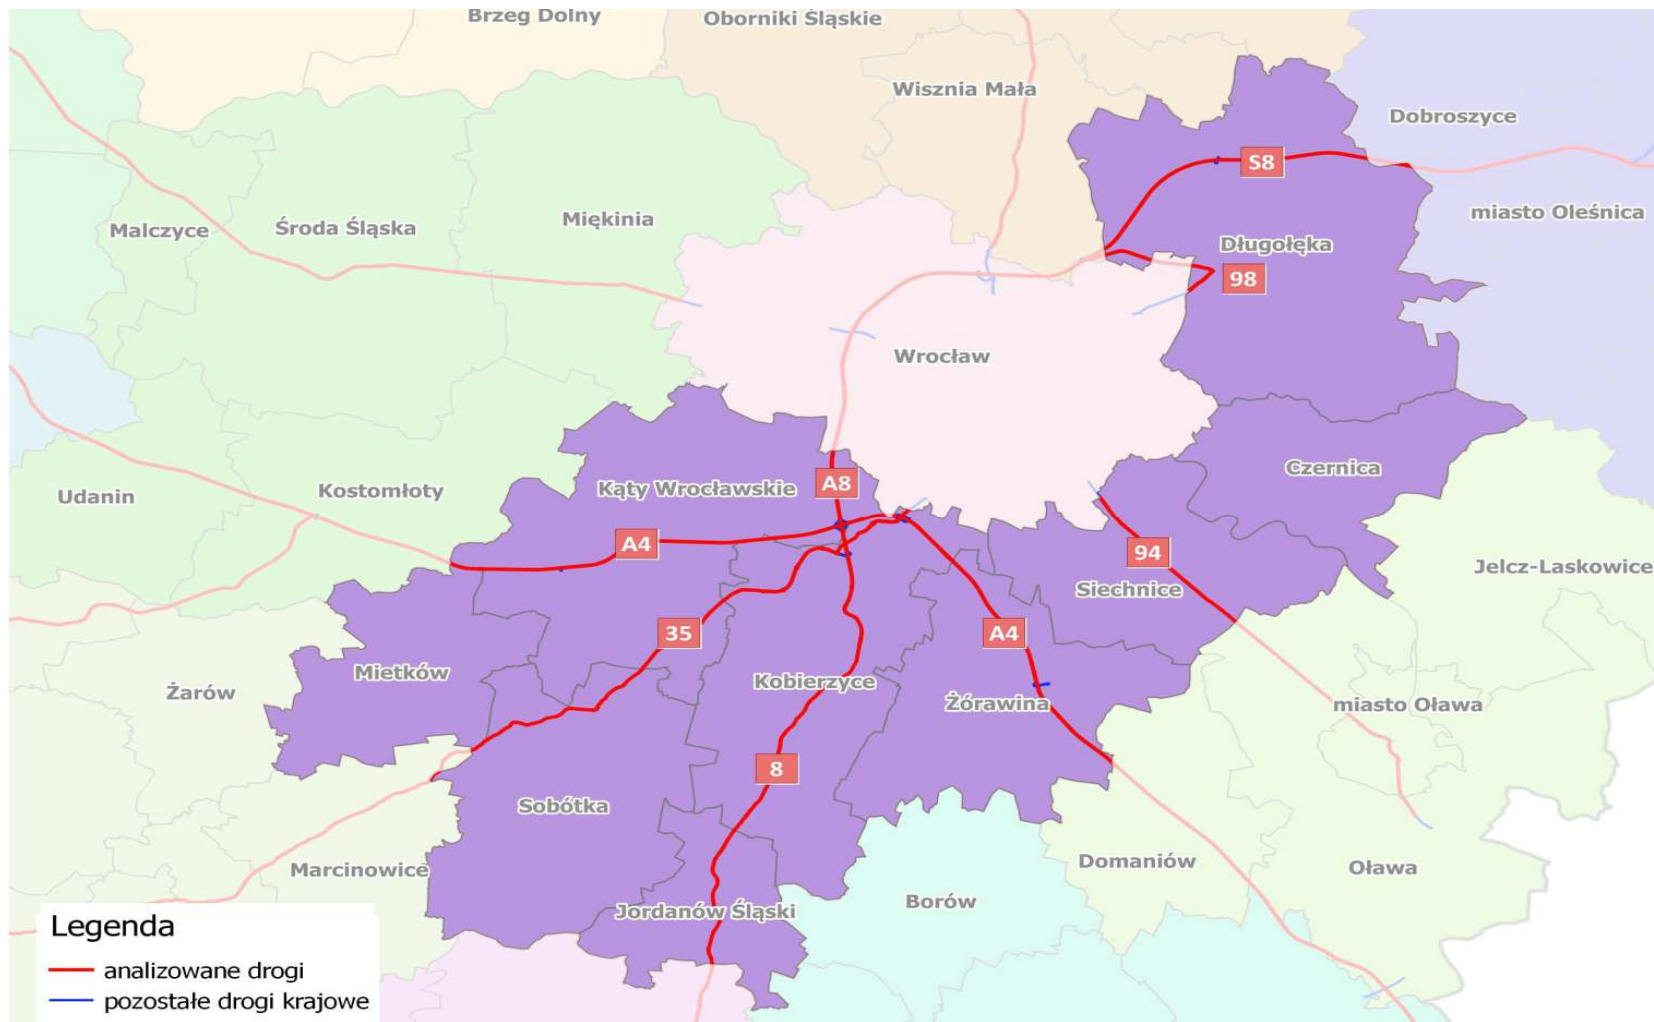 Brzeg Dolny
Oborniki Śląskie
Wisznia Mała
Dobroszyce
S8
Malczyce
Środa Śląska
Miękinia
miasto Oleśnica
Długołęka
98
Wrocław
Udanin
Kostomłoty
Kąty Wrocławskie
A8
Czernica
A4
94
Jelcz-Laskowice
Siechnice
35
A4
Żarów
Mietków
Kobierzyce
Żórawina
miasto Oława
8
Sobótka
Marcinowice
Domaniów
Oława
Borów
Jordanów Śląski
Legenda
analizowane drogi
pozostałe drogi krajowe